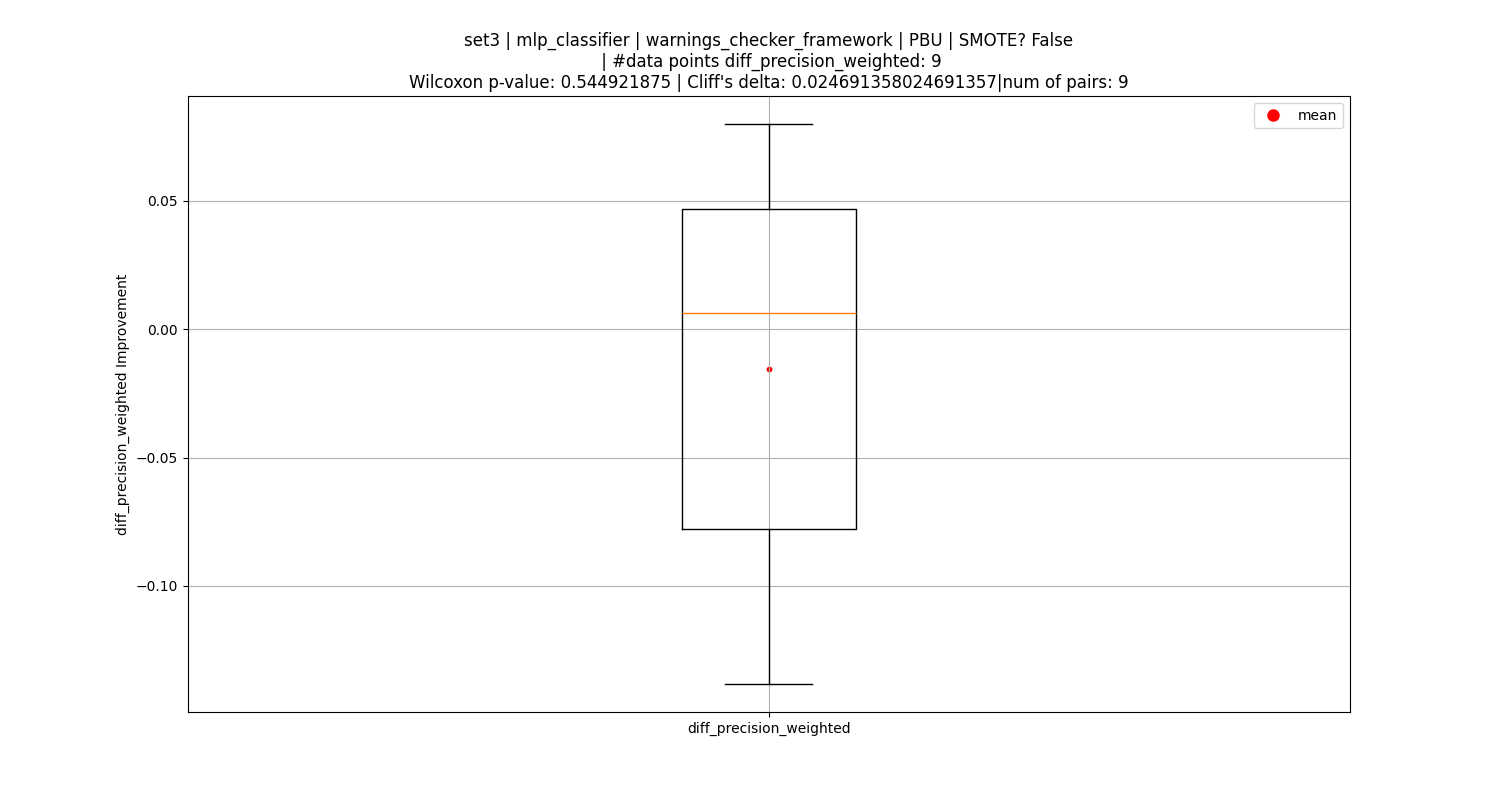 set3 | mlp_classifier | warnings_checker_framework | PBU | SMOTE? False
| #data points diff_precision_weighted: 9
Wilcoxon p-value: 0.544921875 | Cliff's delta: 0.024691358024691357|num of pairs: 9
mean
0.05
0.00
−0.05
−0.10
diff_precision_weighted Improvement
diff_precision_weighted